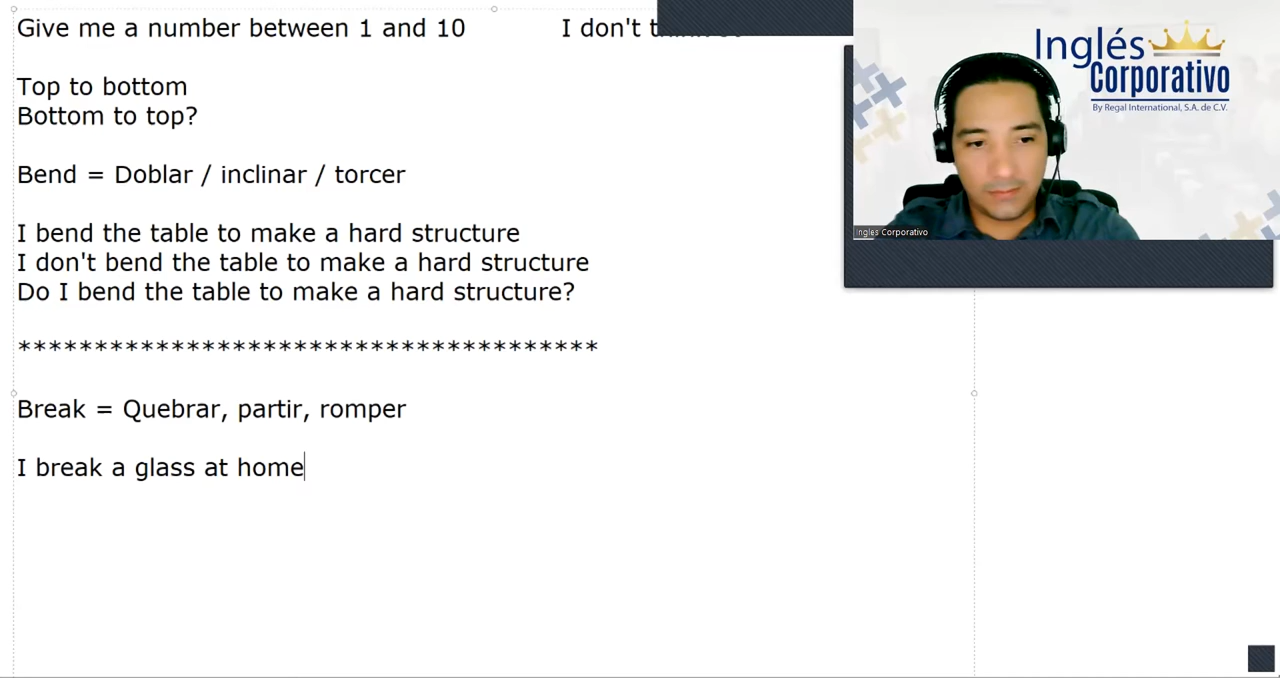 Give me a number between 1 and 10
I don't
Top to bottom
Bottom to top?
Bend = Doblar / inclinar / torcer
I bend the table to make a hard structure
I don't bend the table to make a hard structure
Do I bend the table to make a hard structure?
***************************************
Break = Quebrar, partir, romper
I break a glass at home
Inglés
Corporativo
By Regal International, S.A. de C.V.
Inglés Corporativo